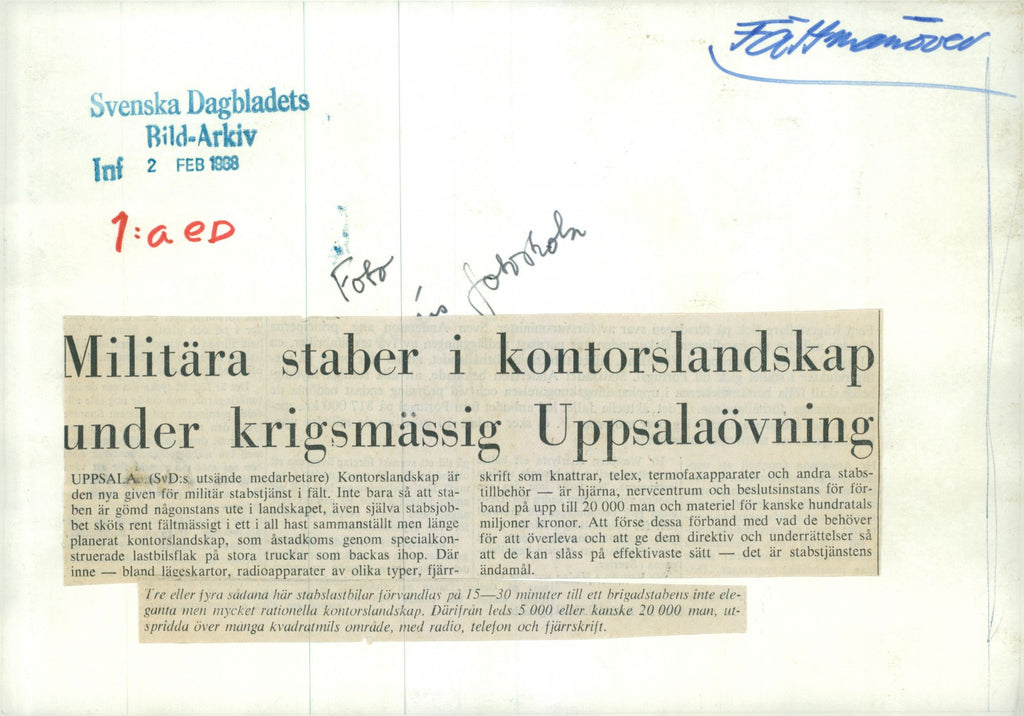 Fältmanöver
Svenska Dagbladets
Bild-Arkiv
Inf 2 FEB 1968
1:a ED
Foto
fotoskola
Militära staber i kontorslandskap
under krigsmässig Uppsalaövning
UPPSALA (SvD:s utsände medarbetare) Kontorslandskap är
den nya given för militär stabstjänst i fält. Inte bara så att sta-
ben är gömd någonstans ute i landskapet, även själva stabsjob-
bet sköts rent fältmässigt i ett i all hast sammanställt men länge
planerat kontorslandskap, som åstadkoms genom specialkon-
struerade lastbilsflak på stora truckar som backas ihop. Där
inne — bland lägeskartor, radioapparater av olika typer, fjärr-
skrift som knattrar, telex, termofaxapparater och andra stabs-
tillbehör — är hjärna, nervcentrum och beslutsinstans för för-
band på upp till 20 000 man och materiel för kanske hundratals
miljoner kronor. Att förse dessa förband med vad de behöver
för att överleva och att ge dem direktiv och underrättelser så
att de kan slåss på effektivaste sätt — det är stabstjänstens
ändamål.
Tre eller fyra sådana här stabslastbilar förvandlas på 15—30 minuter till ett brigadstabens inte ele-
ganta men mycket rationella kontorslandskap. Därifrån leds 5 000 eller kanske 20 000 man, ut-
spridda över många kvadratmils område, med radio, telefon och fjärrskrift.